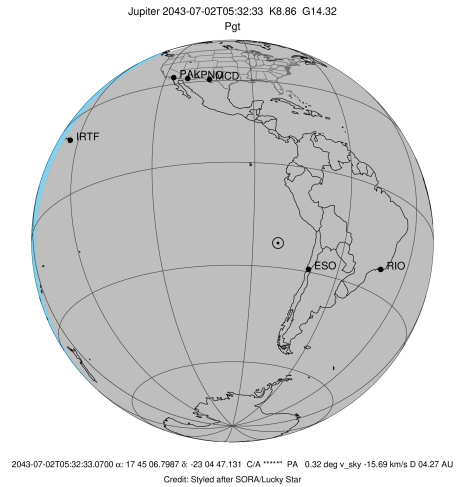 Jupiter 2043-07-02T05:32:33  K8.86  G14.32
Pgt
PAL KPNO MCD
IRTF
ESO RIO
2043-07-02T05:32:33.0700 α: 17 45 06.7987 δ: -23 04 47.131  C/A *****"  PA  0.32 deg v_sky -15.69 km/s D 04.27 AU
Credit: Styled after SORA/Lucky Star